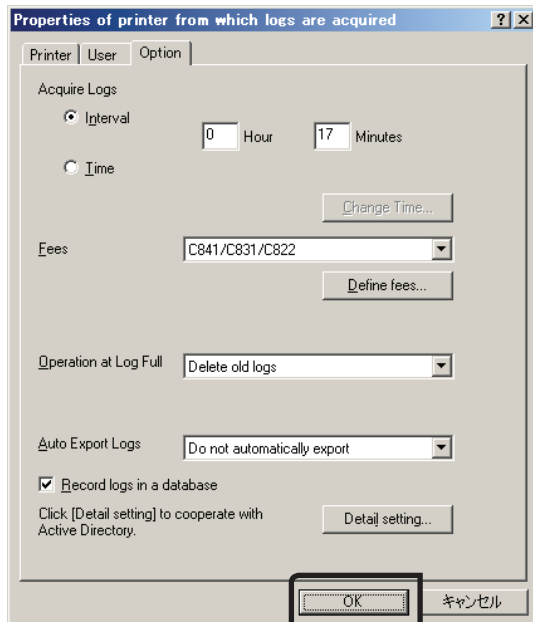 Properties of printer from which logs are acquired
Printer User Option
Acquire Logs
Interval
0 Hour 17 Minutes
Time
Change Time...
Fees C841/C831/C822
Define fees...
Operation at Log Full Delete old logs
Auto Export Logs Do not automatically export
Record logs in a database
Click [Detail setting] to cooperate with
Active Directory.
Detail setting...
OK キャンセル